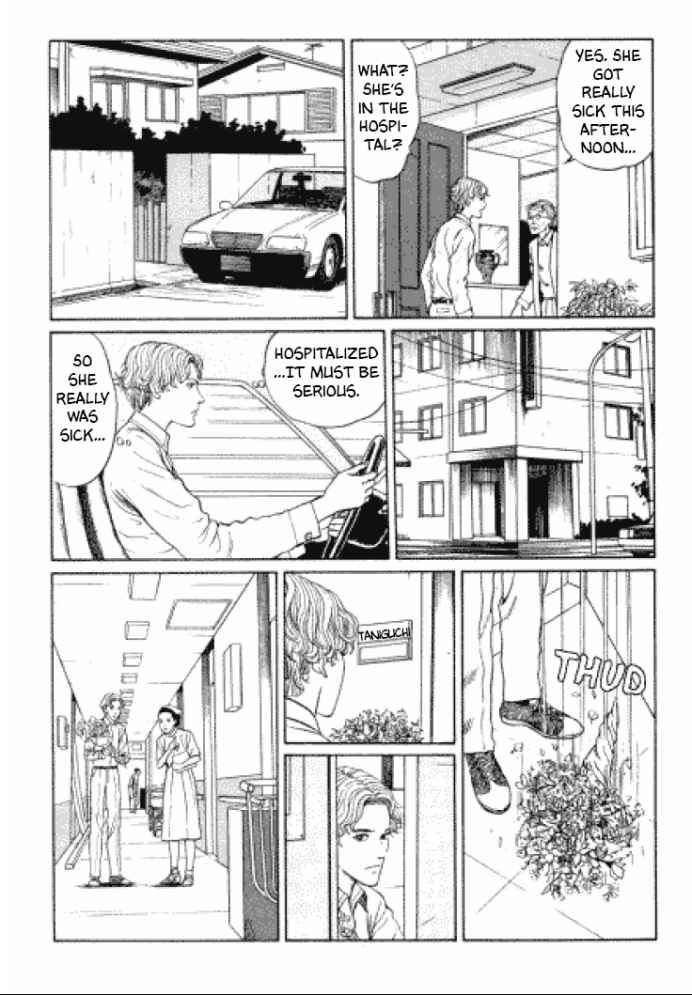 WHAT?
SHE'S
IN THE
HOSPI-
TAL?
YES. SHE
GOT
REALLY
SICK THIS
AFTER-
NOON...
SO
SHE
REALLY
WAS
SICK...
HOSPITALIZED
...IT MUST BE
SERIOUS.
TANIGUCHI
THUD